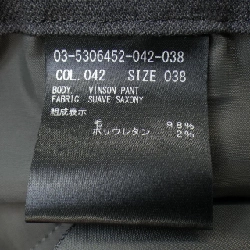 03-5306452-042-038
COL. 042 SIZE 038
BODY. VINSON PANT
FABRIC SUAVE SAXONY
組成表示
毛 98%
ポリウレタン 2%